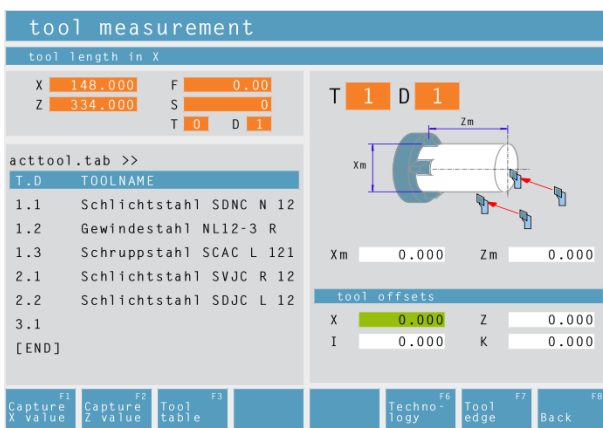 tool measurement
tool length in X
X 148.000 F 0.00
Z 334.000 S 0
T 0 D 1
acttool.tab >>
T.D TOOLNAME
1.1 Schlichtstahl SDNC N 12
1.2 Gewindestahl NL12-3 R
1.3 Schruppstahl SCAC L 121
2.1 Schlichtstahl SVJC R 12
2.2 Schlichtstahl SDJC L 12
3.1
[END]
T 1 D 1
Zm
Xm
Xm 0.000 Zm 0.000
tool offsets
X 0.000 Z 0.000
I 0.000 K 0.000
F1 F2 F3 F6 F7 F8
Capture Capture Tool Techno- Tool
X value Z value table logy edge Back